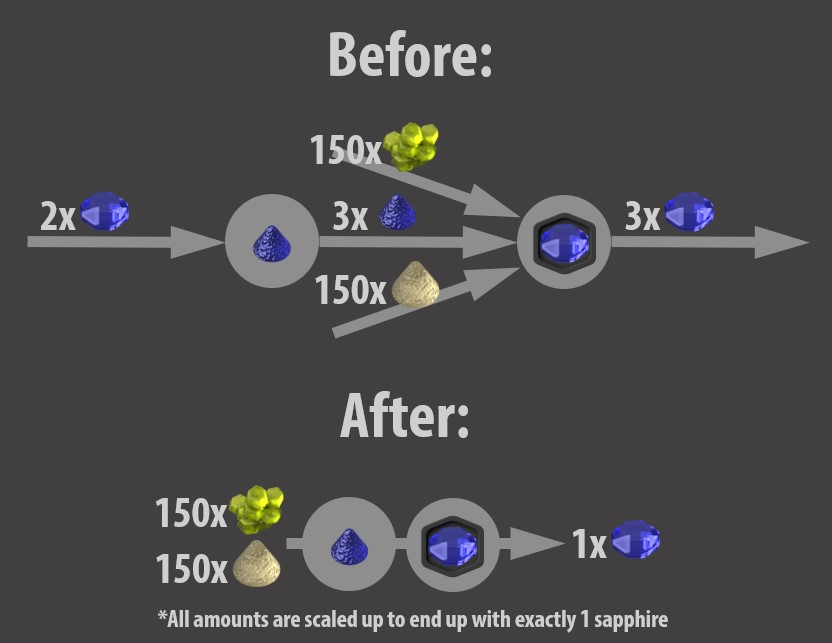 Before:
150x
2x
3x
3x
150x
After:
150x
150x
1x
*All amounts are scaled up to end up with exactly 1 sapphire